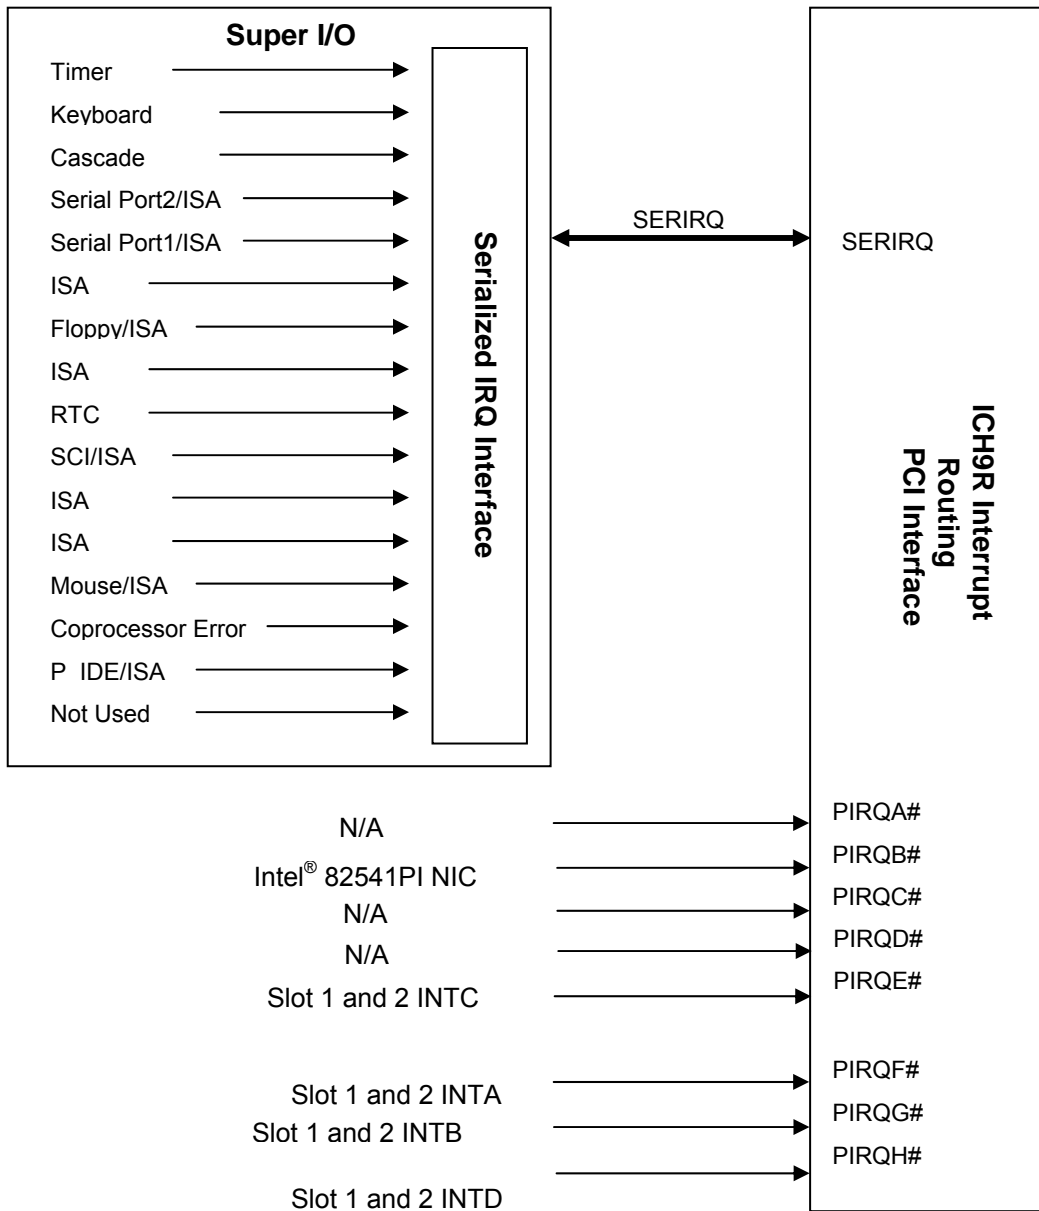 Super I/O
Timer
Keyboard
Cascade
Serial Port2/ISA
Serial Port1/ISA
ISA
Floppy/ISA
ISA
RTC
SCI/ISA
ISA
ISA
Mouse/ISA
Coprocessor Error
P IDE/ISA
Not Used
Serialized IRQ Interface
SERIRQ
SERIRQ
ICH9R Interrupt
Routing
PCI Interface
N/A
PIRQA#
Intel® 82541PI NIC
PIRQB#
N/A
PIRQC#
N/A
PIRQD#
Slot 1 and 2 INTC
PIRQE#
Slot 1 and 2 INTA
PIRQF#
Slot 1 and 2 INTB
PIRQG#
Slot 1 and 2 INTD
PIRQH#